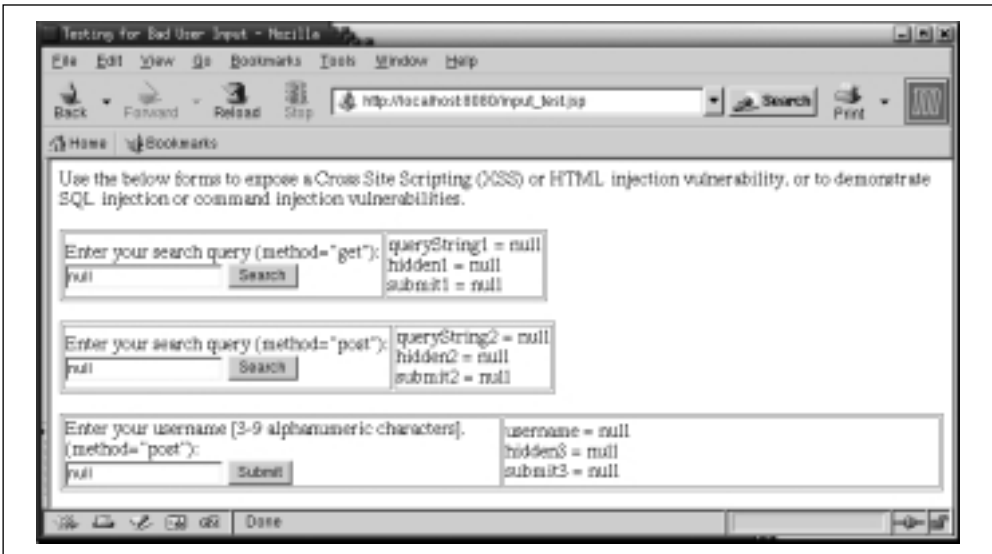 Testing for Bad User Input - Mozilla
File Edit View Go Bookmarks Tools Window Help
Back Forward Reload Stop http://localhost:8080/input_test.jsp Search Print
Home Bookmarks
Use the below forms to expose a Cross Site Scripting (XSS) or HTML injection vulnerability, or to demonstrate
SQL injection or command injection vulnerabilities.
Enter your search query (method="get"):
null Search
queryString1 = null
hidden1 = null
submit1 = null
Enter your search query (method="post"):
null Search
queryString2 = null
hidden2 = null
submit2 = null
Enter your username [3-9 alphanumeric characters].
(method="post"):
null Submit
username = null
hidden3 = null
submit3 = null
Done